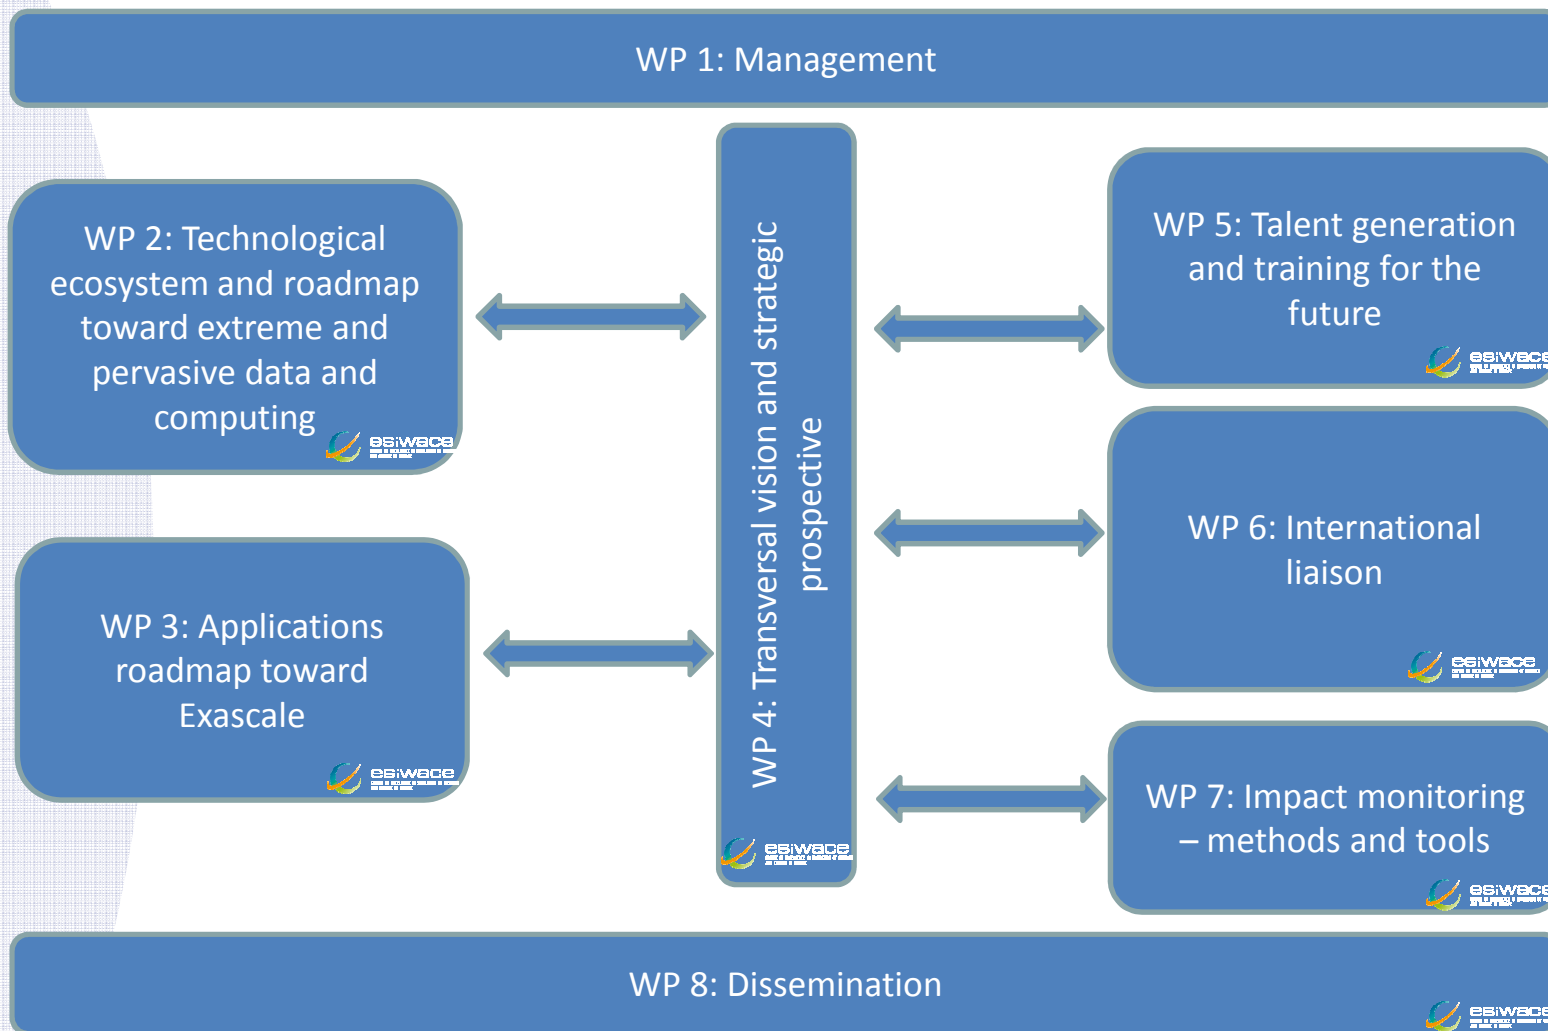 WP 1: Management
WP 2: Technological
ecosystem and roadmap
toward extreme and
pervasive data and
computing
esiwace
WP 3: Applications
roadmap toward
Exascale
esiwace
WP 4: Transversal vision and strategic
prospective
esiwace
WP 5: Talent generation
and training for the
future
esiwace
WP 6: International
liaison
esiwace
WP 7: Impact monitoring
– methods and tools
esiwace
WP 8: Dissemination
esiwace